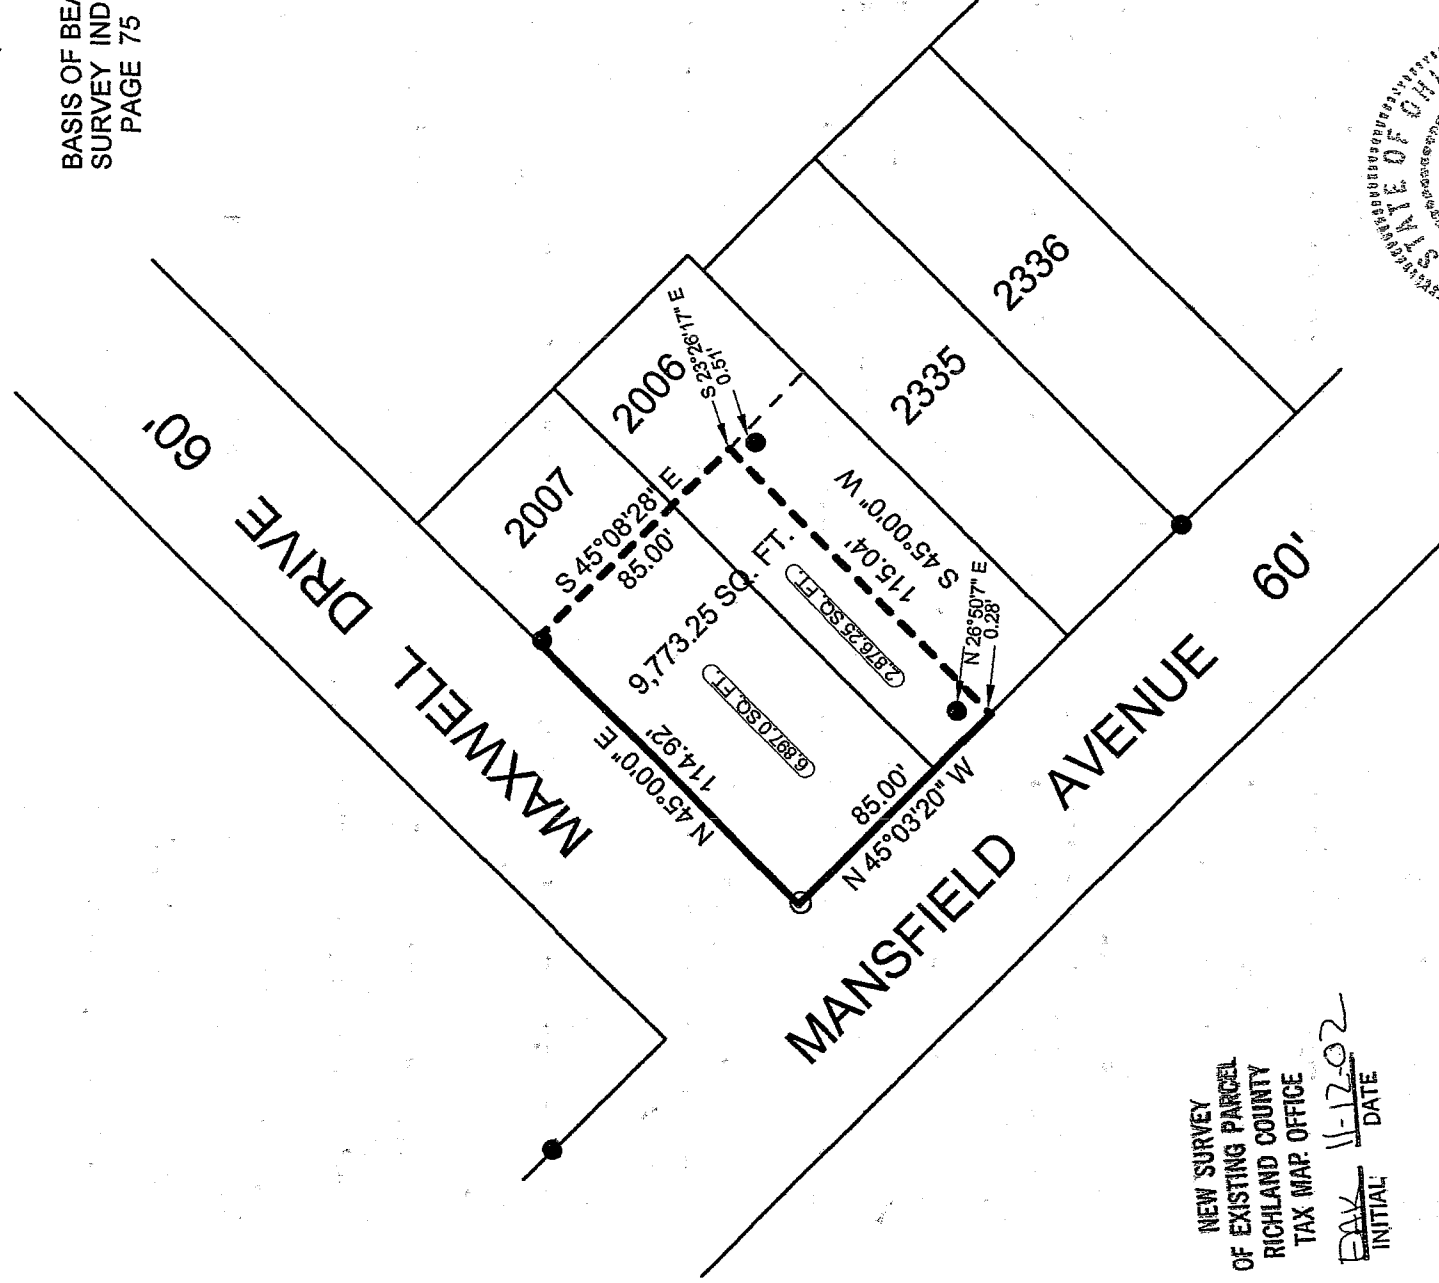 BASIS OF BEA
SURVEY IND
PAGE 75
STATE OF OH
S
MAXWELL DRIVE 60'
2007
2006
2335
2336
S 23°26'17" E
0.51'
S 45°08'28" E
85.00'
9,773.25 SQ. FT.
6,897.0 SQ. FT.
2,876.25 SQ. FT.
N 45°00'0" E
114.92'
115.04'
S 45°00'0" W
N 26°50'7" E
0.28'
85.00'
N 45°03'20" W
MANSFIELD AVENUE 60'
NEW SURVEY
OF EXISTING PARCEL
RICHLAND COUNTY
TAX MAP. OFFICE
11-12-02
INITIAL DATE